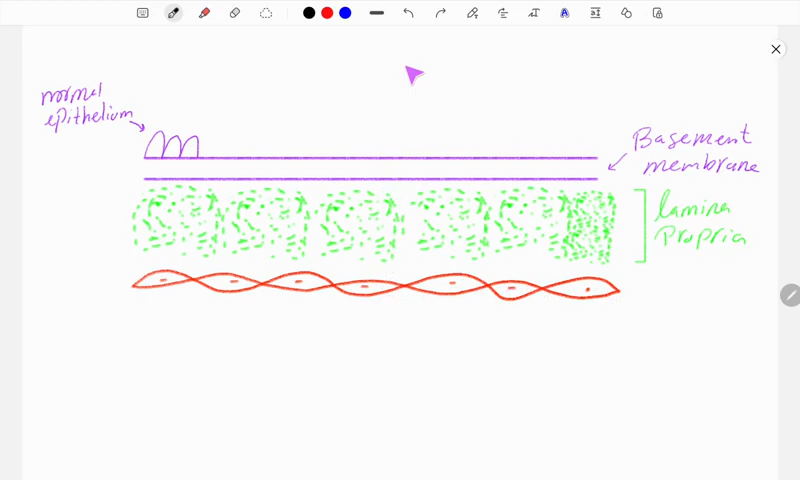 normal
epithelium
Basement
membrane
lamina
propria